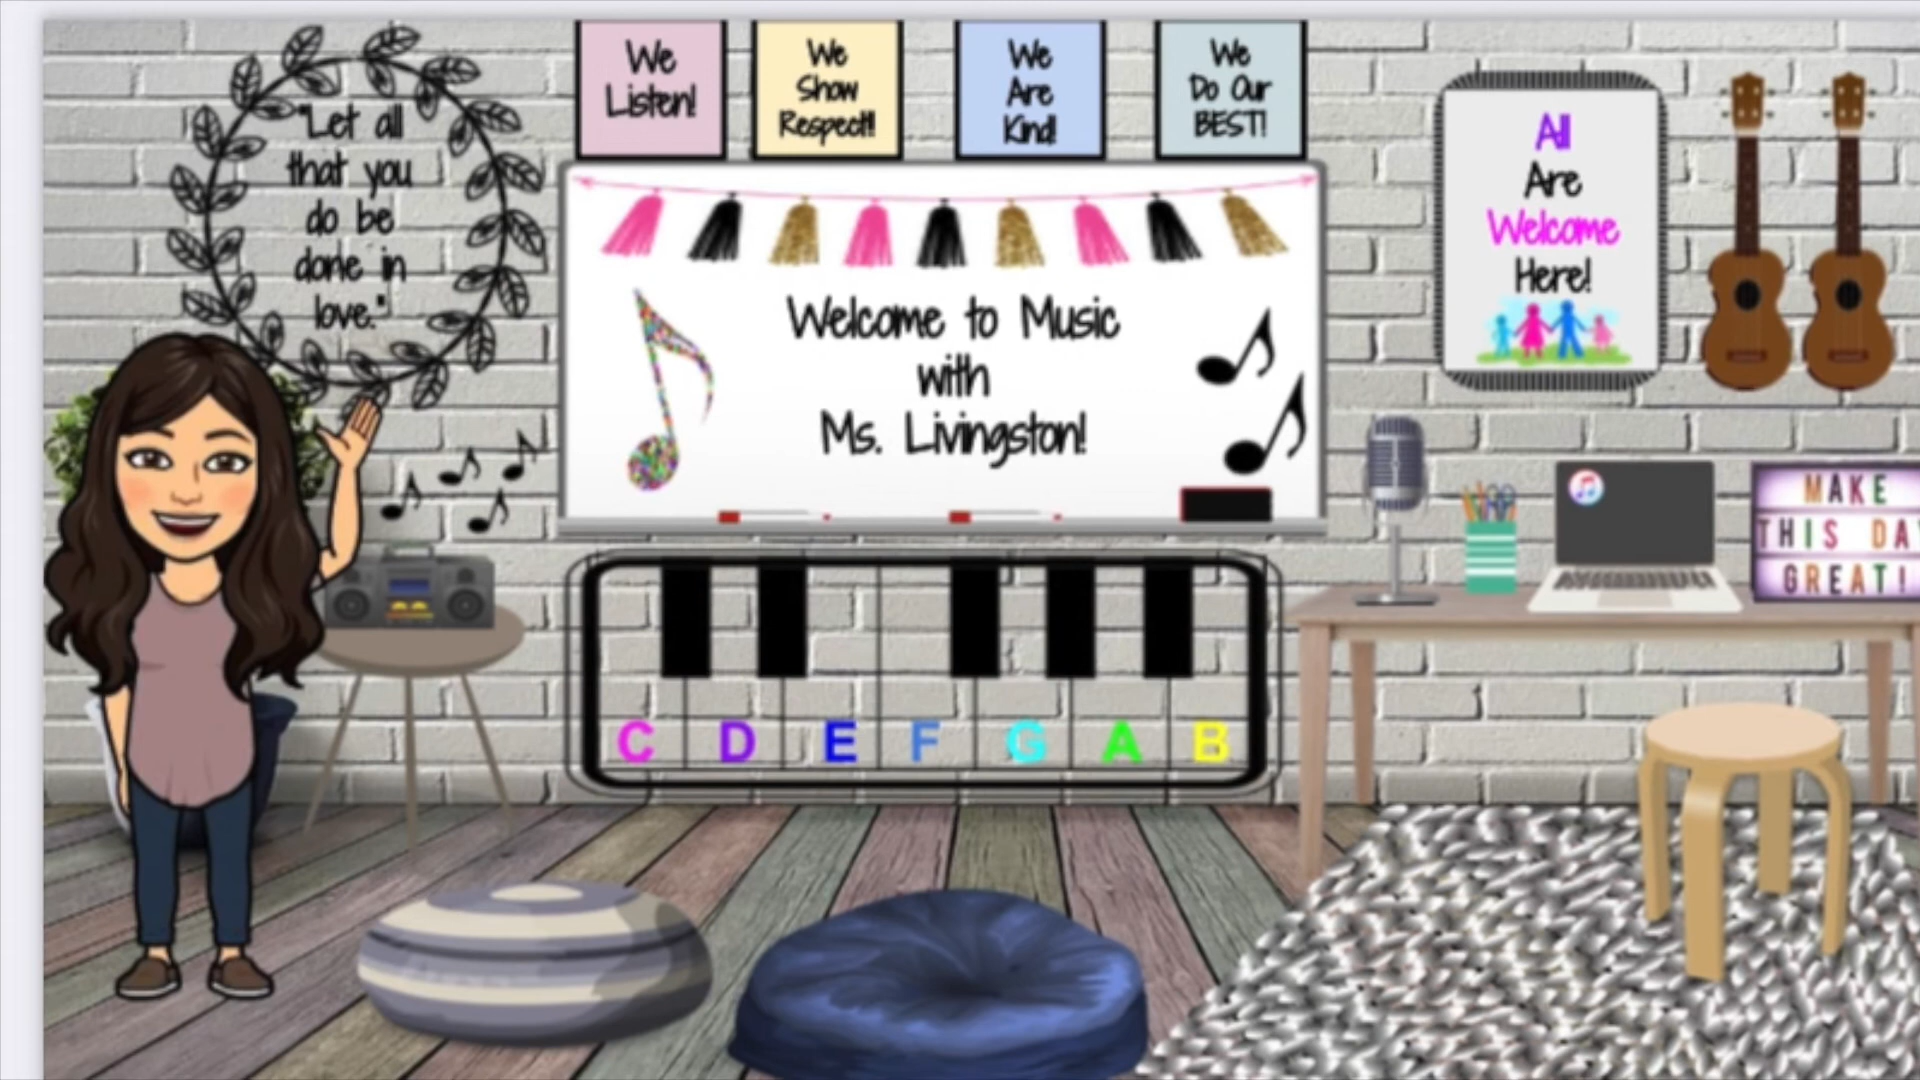 We
Listen!
We
Show
Respect!!
We
Are
Kind!
We
Do Our
BEST!
"Let all
that you
do be
done in
love."
Welcome to Music
with
Ms. Livingston!
All
Are
Welcome
Here!
MAKE
THIS DAY
GREAT!
C D E F G A B